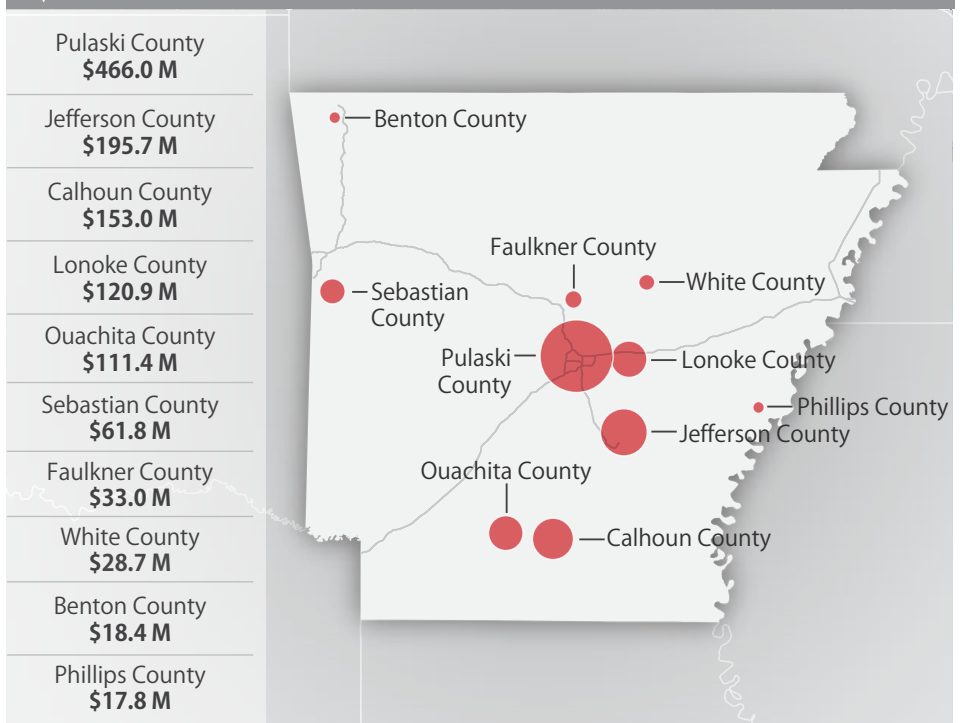 Pulaski County
$466.0 M
Jefferson County
$195.7 M
Calhoun County
$153.0 M
Lonoke County
$120.9 M
Ouachita County
$111.4 M
Sebastian County
$61.8 M
Faulkner County
$33.0 M
White County
$28.7 M
Benton County
$18.4 M
Phillips County
$17.8 M
Benton County
Faulkner County
White County
Sebastian
County
Pulaski
County
Lonoke County
Phillips County
Jefferson County
Ouachita County
Calhoun County